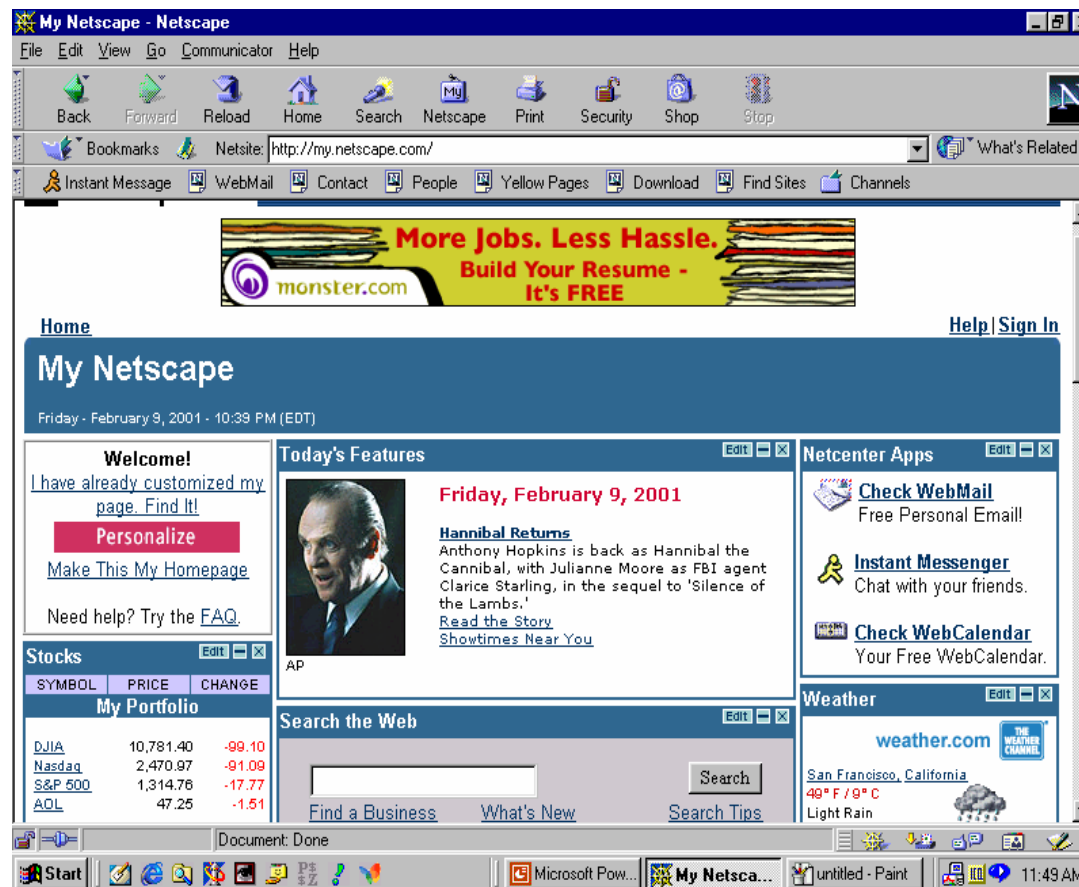 My Netscape - Netscape
File Edit View Go Communicator Help
Back Forward Reload Home Search Netscape Print Security Shop Stop
My
N
Bookmarks Netsite: http://my.netscape.com/ What's Related
Instant Message WebMail Contact People Yellow Pages Download Find Sites Channels
More Jobs. Less Hassle.
Build Your Resume -
It's FREE
monster.com
Home Help | Sign In
My Netscape
Friday - February 9, 2001 - 10:39 PM (EDT)
Welcome!
I have already customized my
page. Find It!
Personalize
Make This My Homepage
Need help? Try the FAQ.
Stocks Edit
SYMBOL PRICE CHANGE
My Portfolio
DJIA 10,781.40 -99.10
Nasdaq 2,470.97 -91.09
S&P 500 1,314.76 -17.77
AOL 47.25 -1.51
Today's Features Edit
Friday, February 9, 2001
Hannibal Returns
Anthony Hopkins is back as Hannibal the
Cannibal, with Julianne Moore as FBI agent
Clarice Starling, in the sequel to 'Silence of
the Lambs.'
Read the Story
Showtimes Near You
AP
Search the Web Edit
Search
Find a Business What's New Search Tips
Netcenter Apps Edit
Check WebMail
Free Personal Email!
Instant Messenger
Chat with your friends.
Check WebCalendar
Your Free WebCalendar.
Weather Edit
weather.com THE WEATHER CHANNEL
San Francisco, California
49° F / 9° C
Light Rain
Document: Done
Start Microsoft Pow... My Netsca... untitled - Paint 11:49 AM